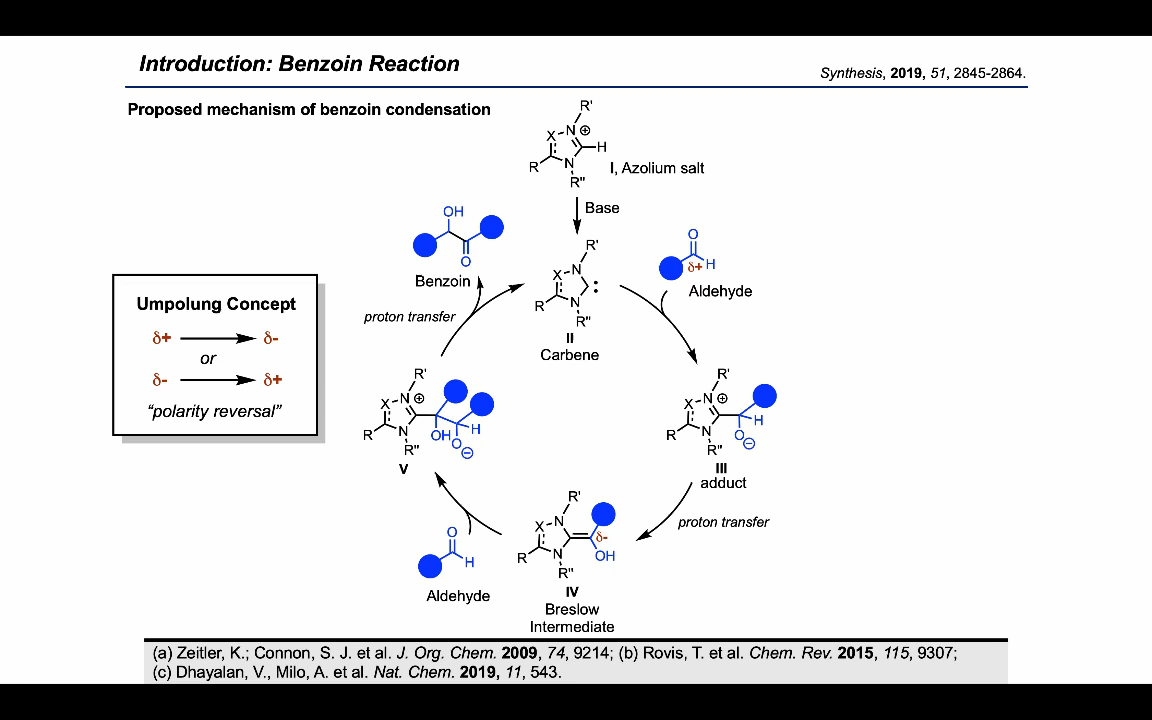 Introduction: Benzoin Reaction
Synthesis, 2019, 51, 2845-2864.
Proposed mechanism of benzoin condensation
R'
X N ⊕
H
R N
R"
I, Azolium salt
Base
OH
O
Benzoin
proton transfer
R'
X N
:
R N
R"
II
Carbene
O
δ+ H
Aldehyde
Umpolung Concept
δ+ δ-
or
δ- δ+
“polarity reversal”
R'
X N ⊕
R N
R"
OH O H
⊖
V
R'
X N ⊕
R N
R"
H
O
⊖
III
adduct
proton transfer
R'
X N
δ-
R N
OH
R"
IV
Breslow
Intermediate
O
H
Aldehyde
(a) Zeitler, K.; Connon, S. J. et al. J. Org. Chem. 2009, 74, 9214; (b) Rovis, T. et al. Chem. Rev. 2015, 115, 9307;
(c) Dhayalan, V., Milo, A. et al. Nat. Chem. 2019, 11, 543.